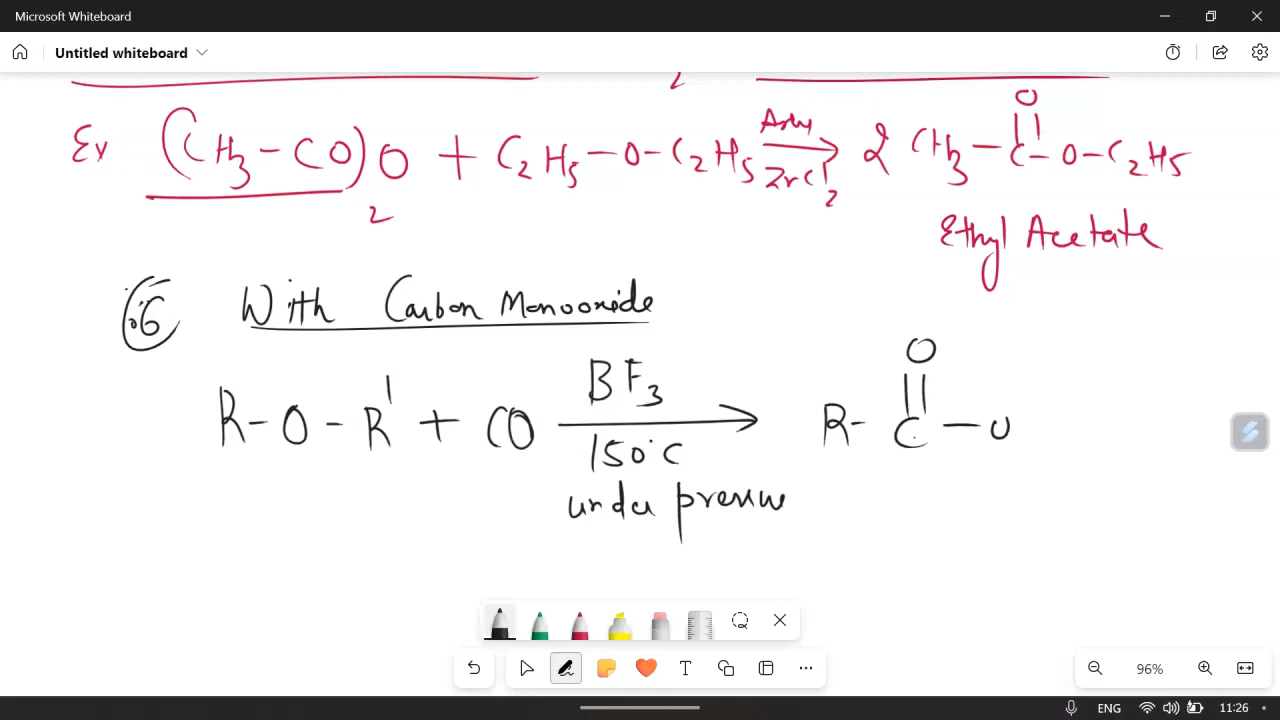 Microsoft Whiteboard
Untitled whiteboard
O
Ex (CH3-CO)2O + C2H5-O-C2H5 Anhy ZnCl2 → 2 CH3-C-O-C2H5
Ethyl Acetate
6 With Carbon Monooxide
O
R-O-R' + CO BF3 → R-C-O
150°C
under pressure
96%
ENG 11:26